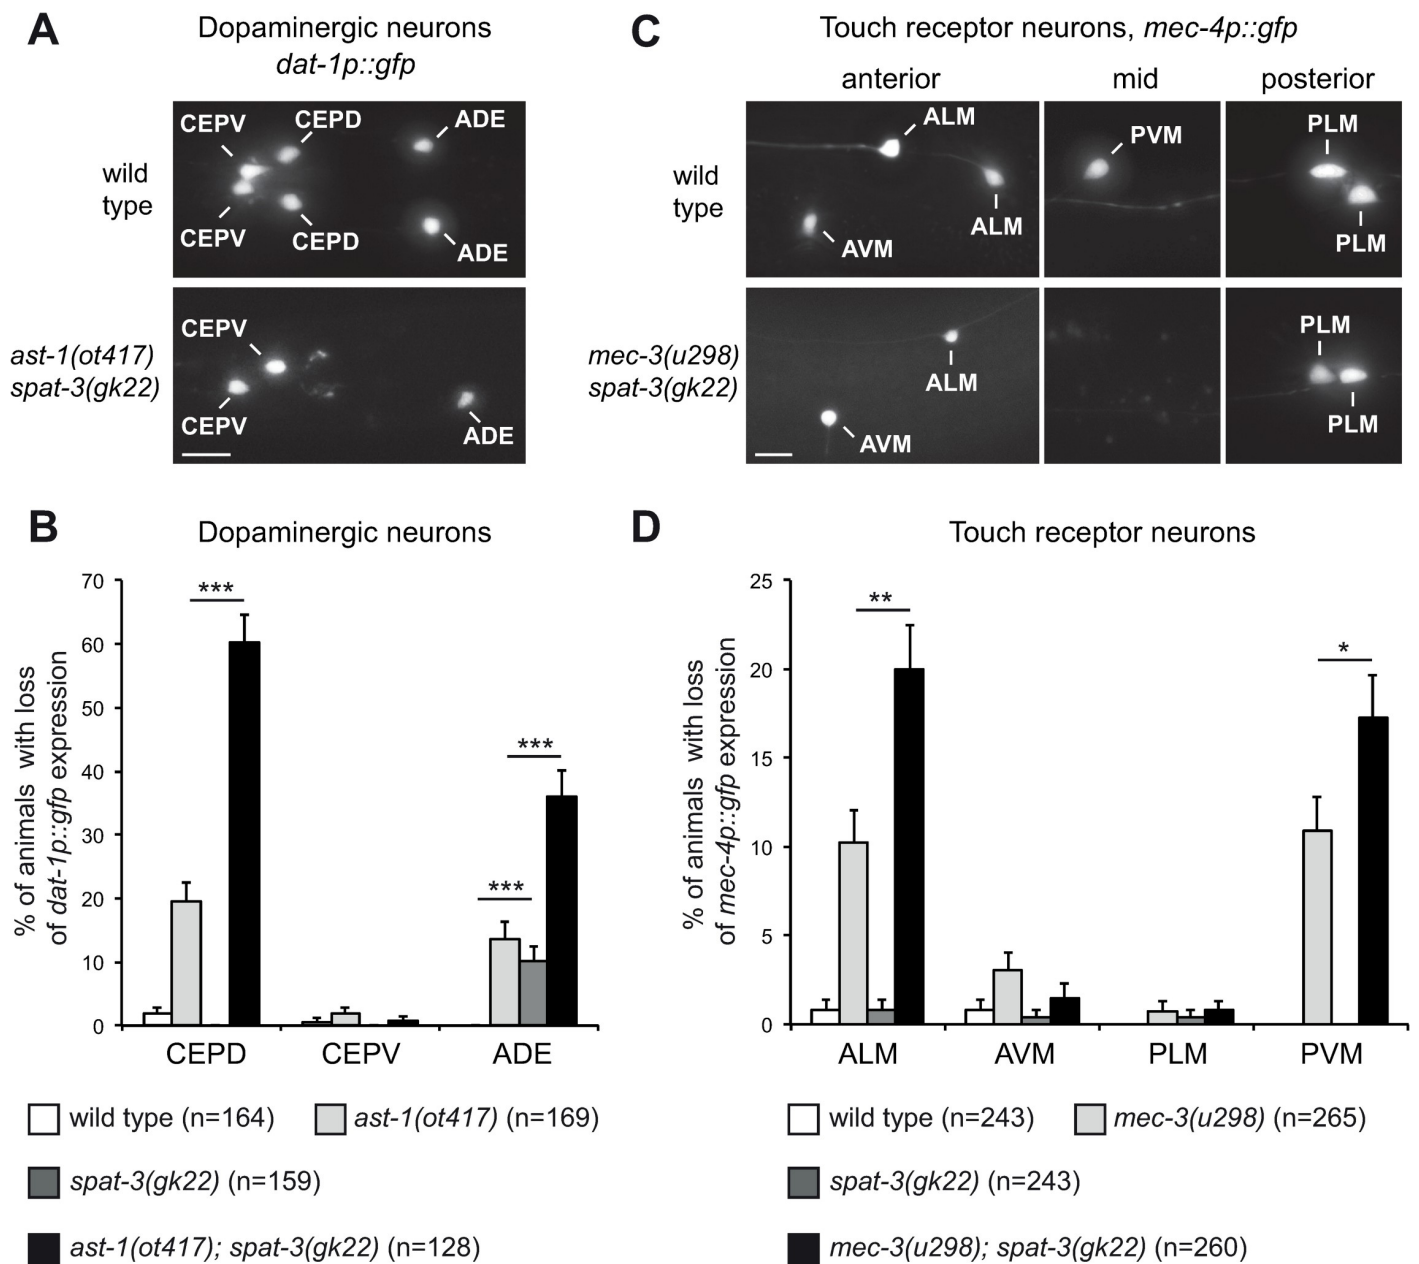 A
Dopaminergic neurons
dat-1p::gfp
wild
type
CEPV
CEPD
ADE
CEPV
CEPD
ADE
ast-1(ot417)
spat-3(gk22)
CEPV
CEPV
ADE
C
Touch receptor neurons, mec-4p::gfp
anterior
mid
posterior
wild
type
ALM
ALM
AVM
PVM
PLM
PLM
mec-3(u298)
spat-3(gk22)
ALM
AVM
PLM
PLM
B
Dopaminergic neurons
% of animals with loss
of dat-1p::gfp expression
70
60
50
40
30
20
10
0
***
***
***
CEPD
CEPV
ADE
wild type (n=164)
ast-1(ot417) (n=169)
spat-3(gk22) (n=159)
ast-1(ot417); spat-3(gk22) (n=128)
D
Touch receptor neurons
% of animals with loss
of mec-4p::gfp expression
25
20
15
10
5
0
**
*
ALM
AVM
PLM
PVM
wild type (n=243)
mec-3(u298) (n=265)
spat-3(gk22) (n=243)
mec-3(u298); spat-3(gk22) (n=260)